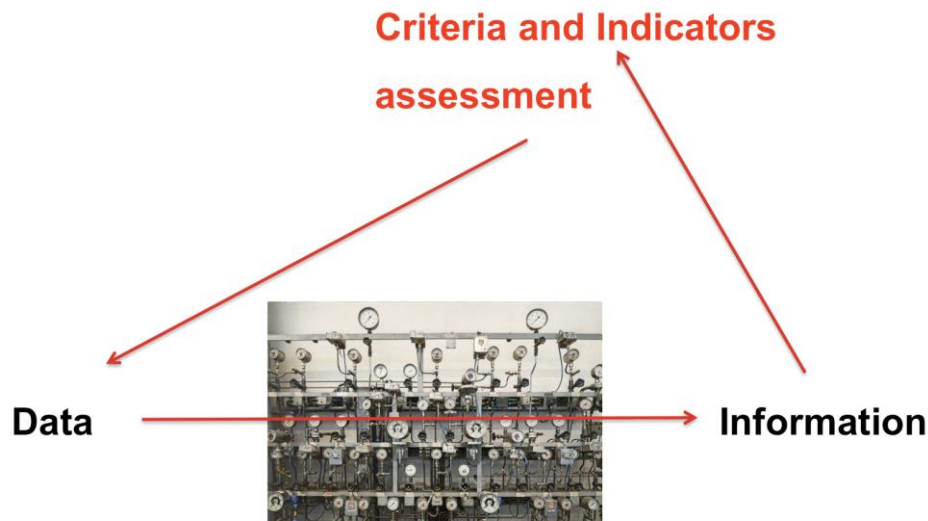 Criteria and Indicators
assessment
Data
Information